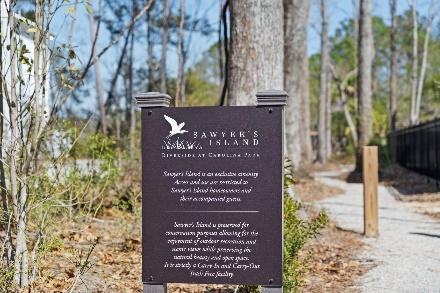 SAWYER'S
ISLAND
RIVERSIDE AT CAROLINA PARK
Sawyer's Island is an exclusive amenity
Access and use are restricted to
Sawyer's Island homeowners and
their accompanied guests.
Sawyer's Island is preserved for
conservation purposes allowing for the
enjoyment of outdoor recreation and
scenic views while preserving the
natural beauty and open space.
It is strictly a Carry-In and Carry-Out
Trash Free facility.